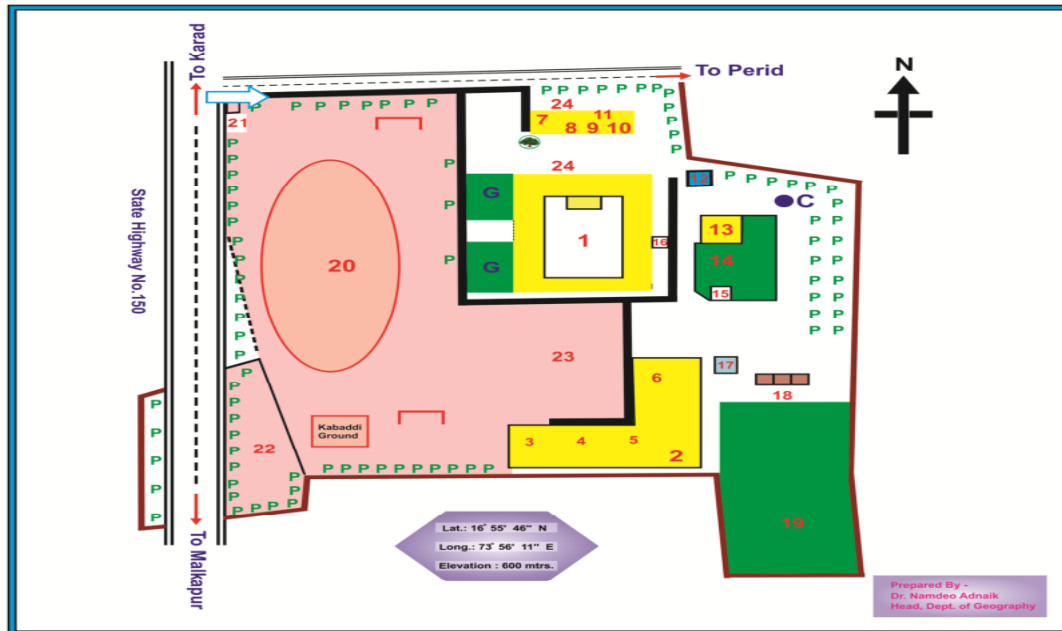 To Karad
To Perid
N
State Highway No.150
To Malkapur
P P P P P P P P
24
7 11
8 9 10
21
P P P P P P P P
24
12
P P P P P P
C
G
G
1
16
13
14
15
20
23
6
17
18
3 4 5
2
22
Kabaddi
Ground
P P P P P P P P P P
19
Lat.: 16° 55' 46" N
Long.: 73° 56' 11" E
Elevation : 600 mtrs.
Prepared By -
Dr. Namdeo Adnaik
Head, Dept. of Geography